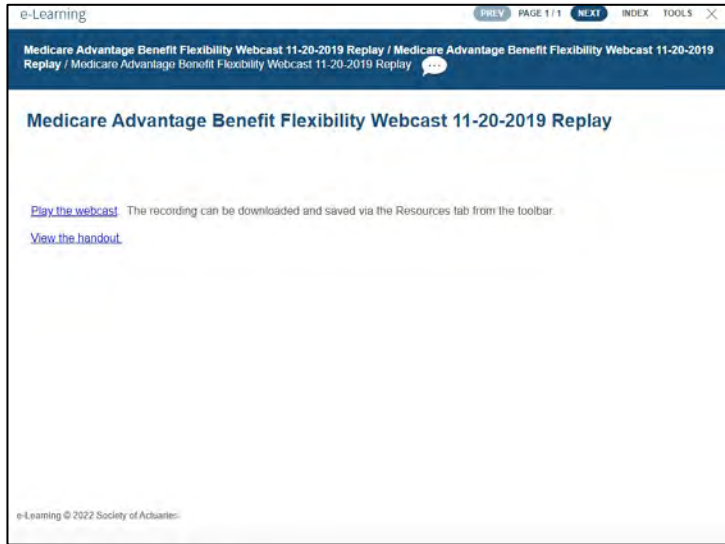 e-Learning
PREV PAGE 1 / 1 NEXT INDEX TOOLS
Medicare Advantage Benefit Flexibility Webcast 11-20-2019 Replay / Medicare Advantage Benefit Flexibility Webcast 11-20-2019
Replay / Medicare Advantage Benefit Flexibility Webcast 11-20-2019 Replay
Medicare Advantage Benefit Flexibility Webcast 11-20-2019 Replay
Play the webcast The recording can be downloaded and saved via the Resources tab from the toolbar.
View the handout.
e-Learning © 2022 Society of Actuaries.